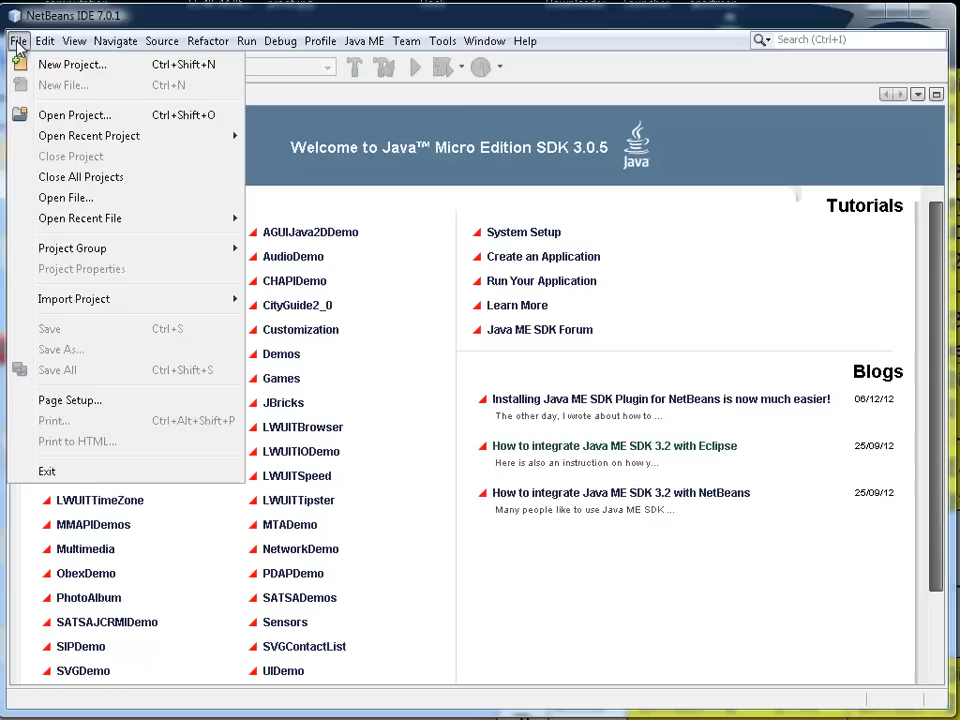 NetBeans IDE 7.0.1
File Edit View Navigate Source Refactor Run Debug Profile Java ME Team Tools Window Help
Search (Ctrl+I)
New Project... Ctrl+Shift+N
New File... Ctrl+N
Open Project... Ctrl+Shift+O
Open Recent Project
Close Project
Close All Projects
Open File...
Open Recent File
Project Group
Project Properties
Import Project
Save Ctrl+S
Save As...
Save All Ctrl+Shift+S
Page Setup...
Print... Ctrl+Alt+Shift+P
Print to HTML...
Exit
Welcome to Java™ Micro Edition SDK 3.0.5
Java
AGUIJava2DDemo
AudioDemo
CHAPIDemo
CityGuide2_0
Customization
Demos
Games
JBricks
LWUITBrowser
LWUITIODemo
LWUITSpeed
LWUITTimeZone LWUITTipster
MMAPIDemos MTADemo
Multimedia NetworkDemo
ObexDemo PDAPDemo
PhotoAlbum SATSADemos
SATSAJCRMIDemo Sensors
SIPDemo SVGContactList
SVGDemo UIDemo
Tutorials
System Setup
Create an Application
Run Your Application
Learn More
Java ME SDK Forum
Blogs
Installing Java ME SDK Plugin for NetBeans is now much easier! 06/12/12
The other day, I wrote about how to ...
How to integrate Java ME SDK 3.2 with Eclipse 25/09/12
Here is also an instruction on how y...
How to integrate Java ME SDK 3.2 with NetBeans 25/09/12
Many people like to use Java ME SDK ...